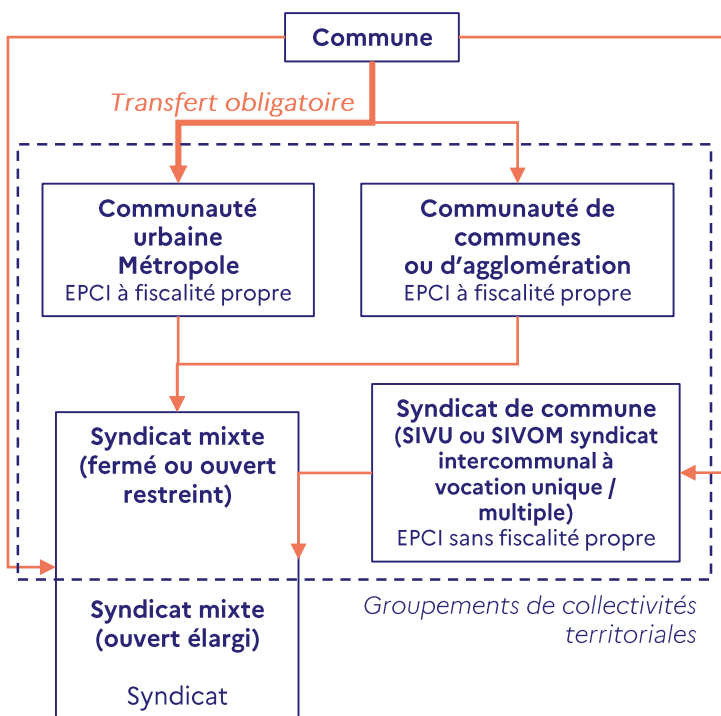 Commune
Transfert obligatoire
Communauté
urbaine
Métropole
EPCI à fiscalité propre
Communauté de
communes
ou d'agglomération
EPCI à fiscalité propre
Syndicat mixte
(fermé ou ouvert
restreint)
Syndicat de commune
(SIVU ou SIVOM syndicat
intercommunal à
vocation unique /
multiple)
EPCI sans fiscalité propre
Syndicat mixte
(ouvert élargi)
Syndicat
Groupements de collectivités
territoriales